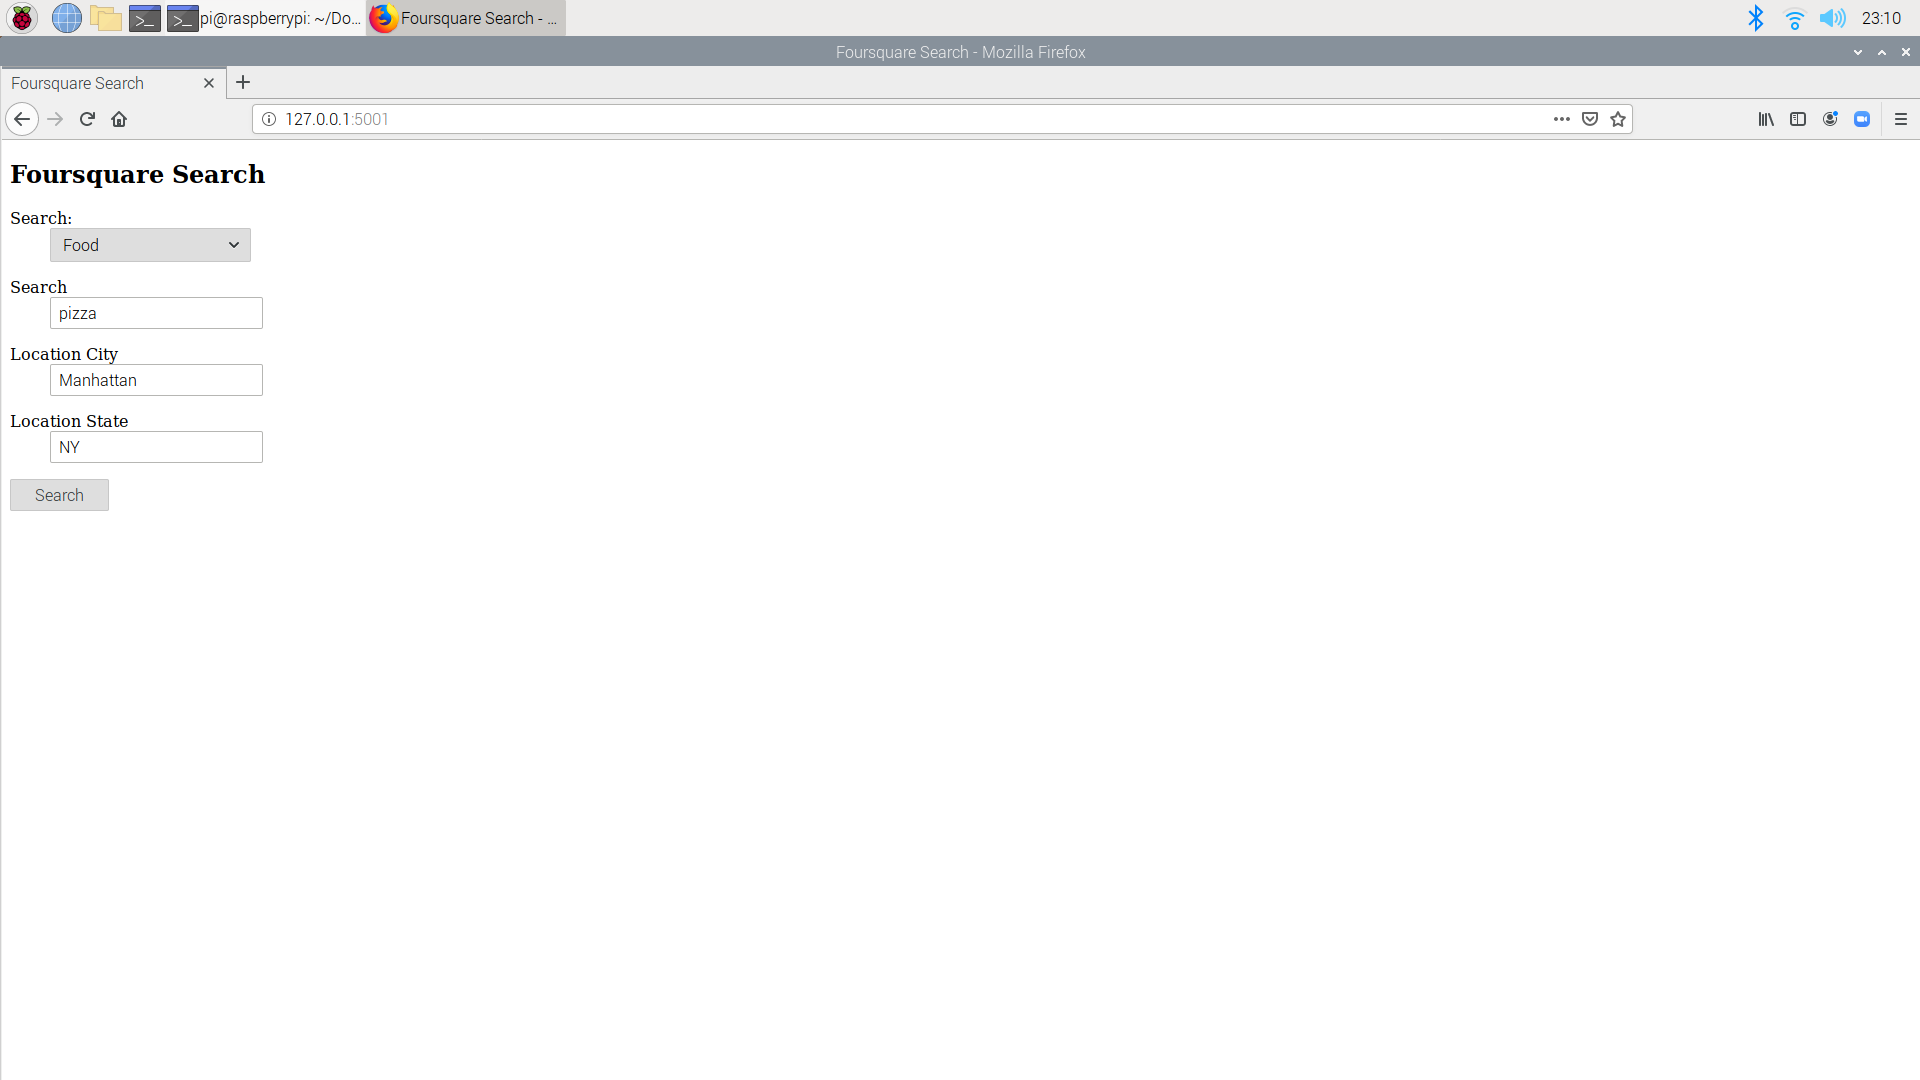 pi@raspberrypi: ~/Do...
Foursquare Search - ...
23:10
Foursquare Search - Mozilla Firefox
Foursquare Search
127.0.0.1:5001
Foursquare Search
Search:
Food
Search
pizza
Location City
Manhattan
Location State
NY
Search